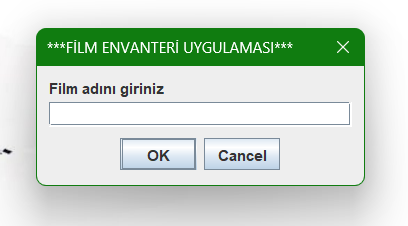 ***FİLM ENVANTERİ UYGULAMASI***
Film adını giriniz
OK
Cancel